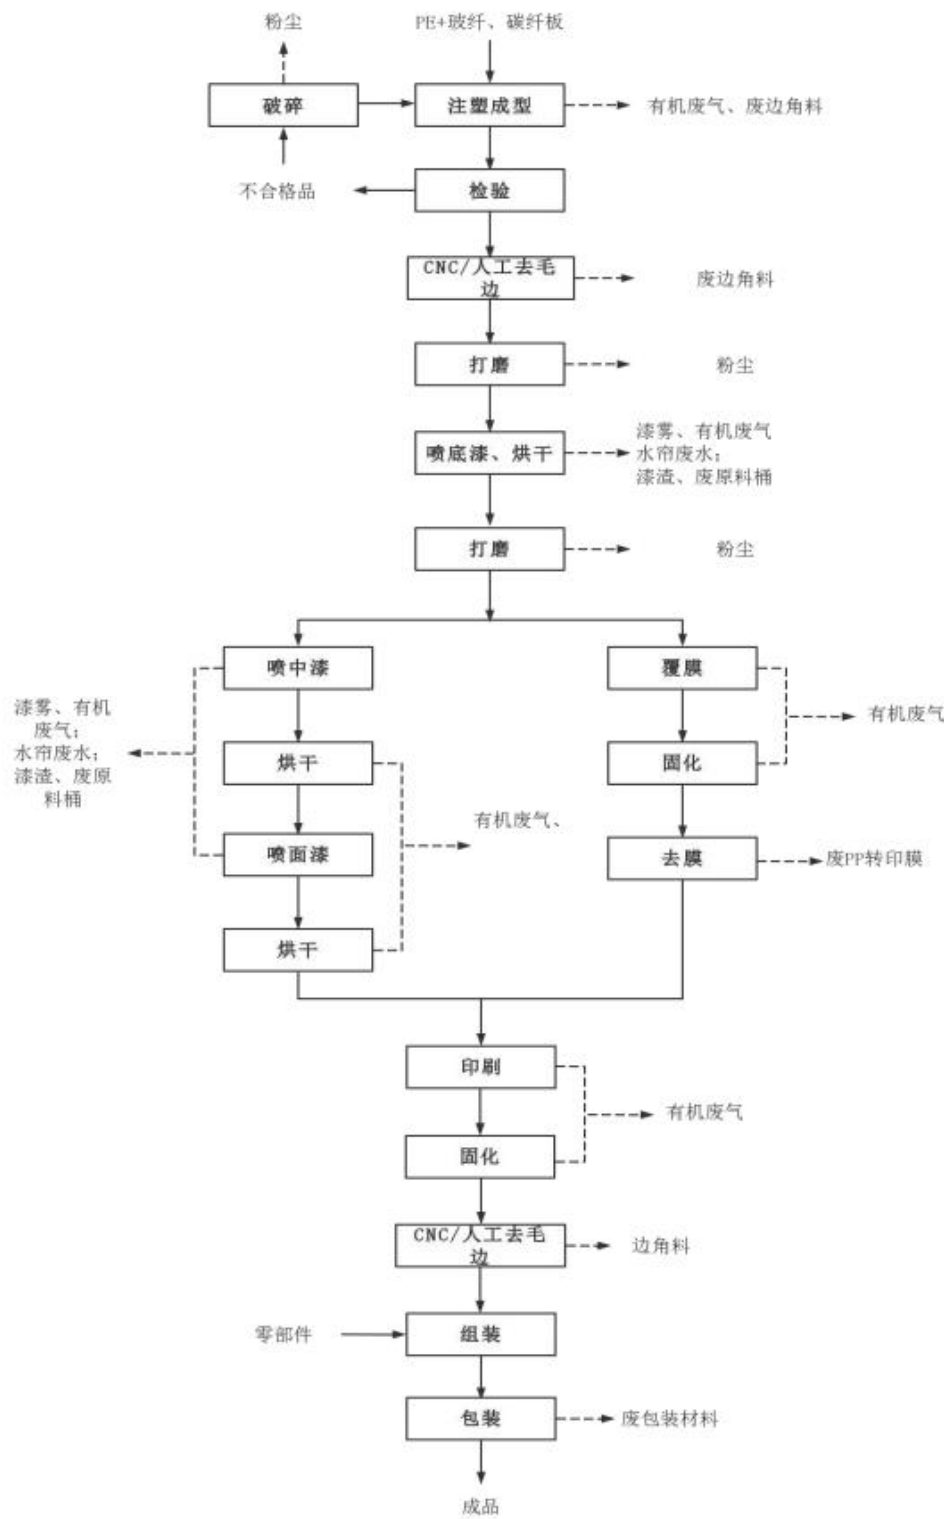 粉尘
PE+玻纤、碳纤板
破碎
注塑成型
有机废气、废边角料
不合格品
检验
CNC/人工去毛
边
废边角料
打磨
粉尘
喷底漆、烘干
漆雾、有机废气
水帘废水；
漆渣、废原料桶
打磨
粉尘
喷中漆
覆膜
漆雾、有机
废气；
水帘废水；
漆渣、废原
料桶
有机废气
烘干
固化
有机废气、
喷面漆
去膜
废PP转印膜
烘干
印刷
有机废气
固化
CNC/人工去毛
边
边角料
零部件
组装
包装
废包装材料
成品